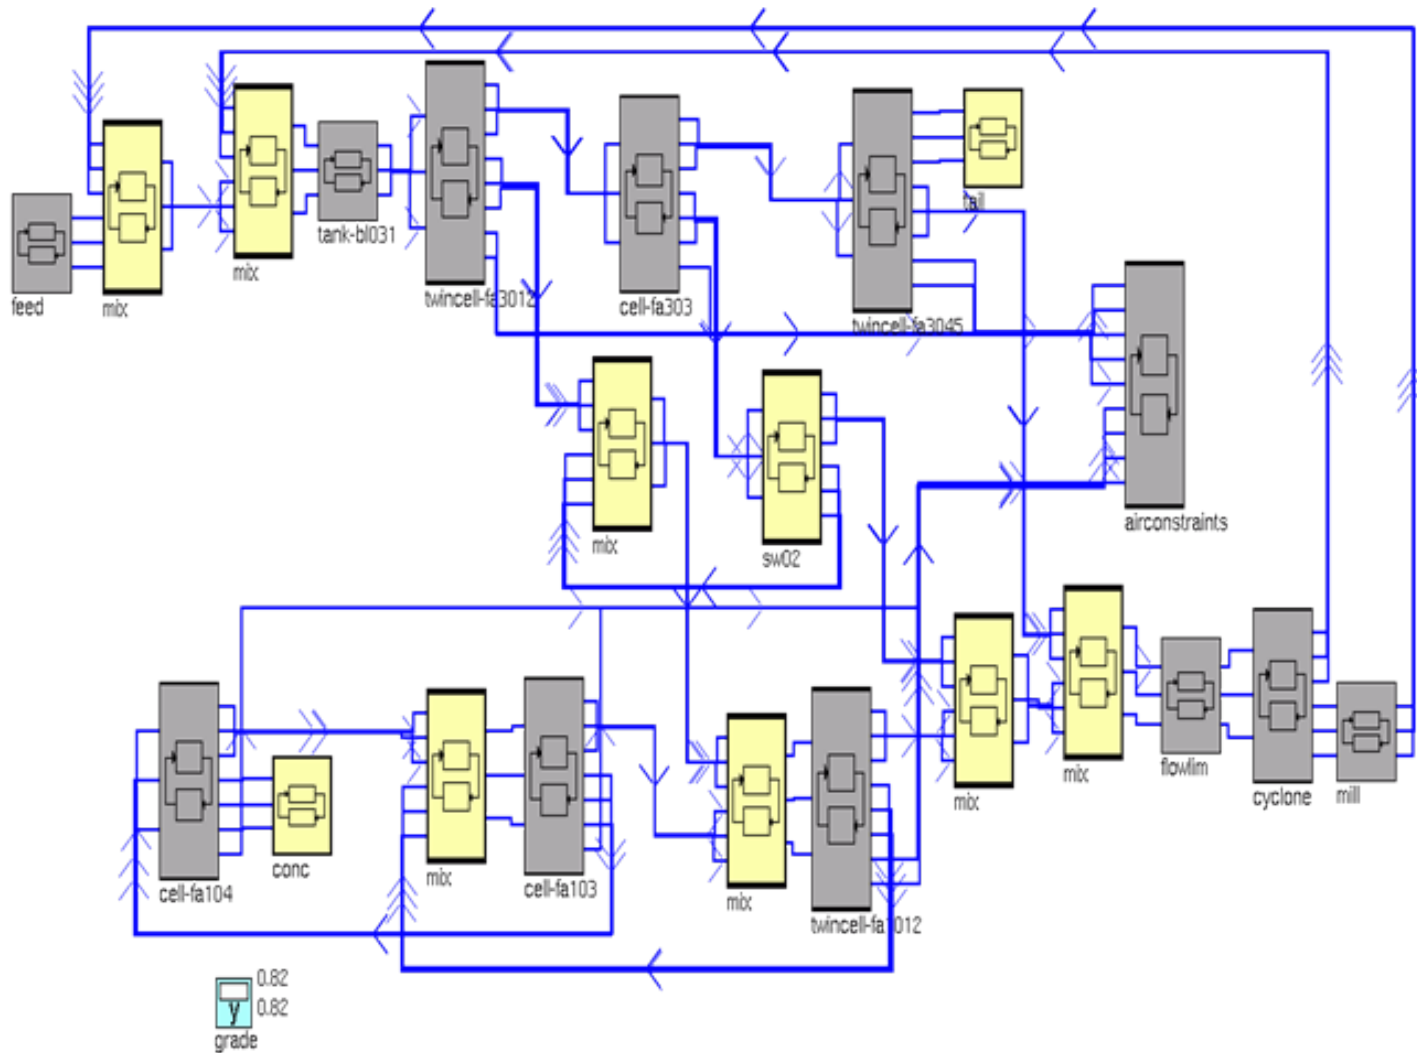 feed
mix
mix
tank-bl031
twincell-fa3012
cell-fa303
twincell-fa3045
tail
mix
sw02
airconstraints
cell-fa104
conc
mix
cell-fa103
mix
twincell-fa1012
mix
mix
flowlim
cyclone
mill
0.82
0.82
y
grade